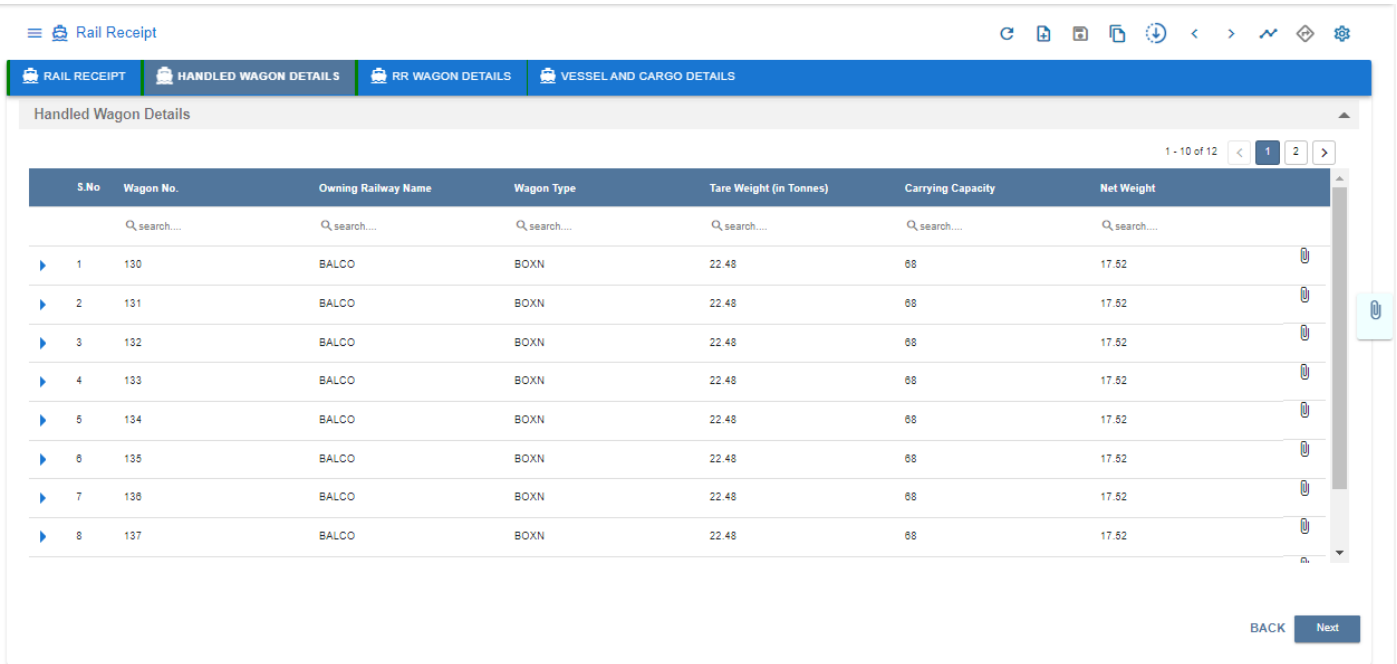 Rail Receipt
RAIL RECEIPT HANDLED WAGON DETAILS RR WAGON DETAILS VESSEL AND CARGO DETAILS
Handled Wagon Details
1 - 10 of 12 < 1 2 >
S.No Wagon No. Owning Railway Name Wagon Type Tare Weight (in Tonnes) Carrying Capacity Net Weight
search.... search.... search.... search.... search.... search....
1 130 BALCO BOXN 22.48 68 17.52
2 131 BALCO BOXN 22.48 68 17.52
3 132 BALCO BOXN 22.48 68 17.52
4 133 BALCO BOXN 22.48 68 17.52
5 134 BALCO BOXN 22.48 68 17.52
6 135 BALCO BOXN 22.48 68 17.52
7 136 BALCO BOXN 22.48 68 17.52
8 137 BALCO BOXN 22.48 68 17.52
BACK Next